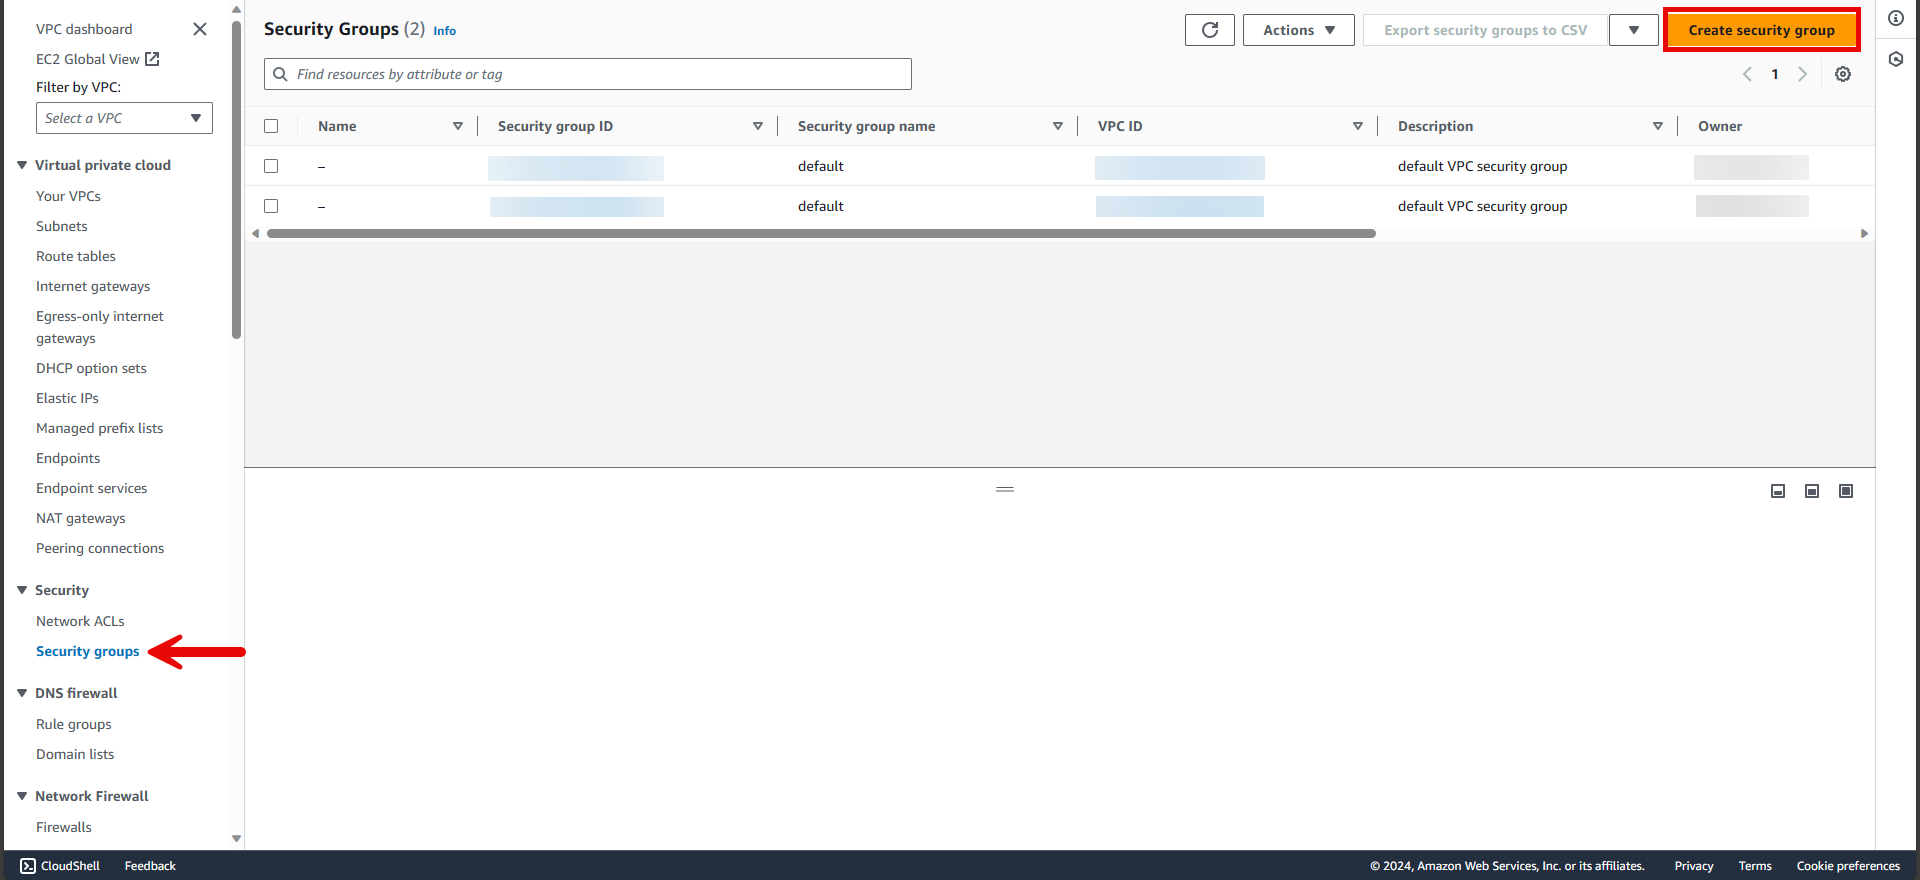 VPC dashboard
EC2 Global View
Filter by VPC:
Select a VPC
Virtual private cloud
Your VPCs
Subnets
Route tables
Internet gateways
Egress-only internet
gateways
DHCP option sets
Elastic IPs
Managed prefix lists
Endpoints
Endpoint services
NAT gateways
Peering connections
Security
Network ACLs
Security groups
DNS firewall
Rule groups
Domain lists
Network Firewall
Firewalls
Security Groups (2) Info
Actions
Export security groups to CSV
Create security group
Find resources by attribute or tag
1
Name Security group ID Security group name VPC ID Description Owner
– default default VPC security group
– default default VPC security group
CloudShell Feedback © 2024, Amazon Web Services, Inc. or its affiliates. Privacy Terms Cookie preferences